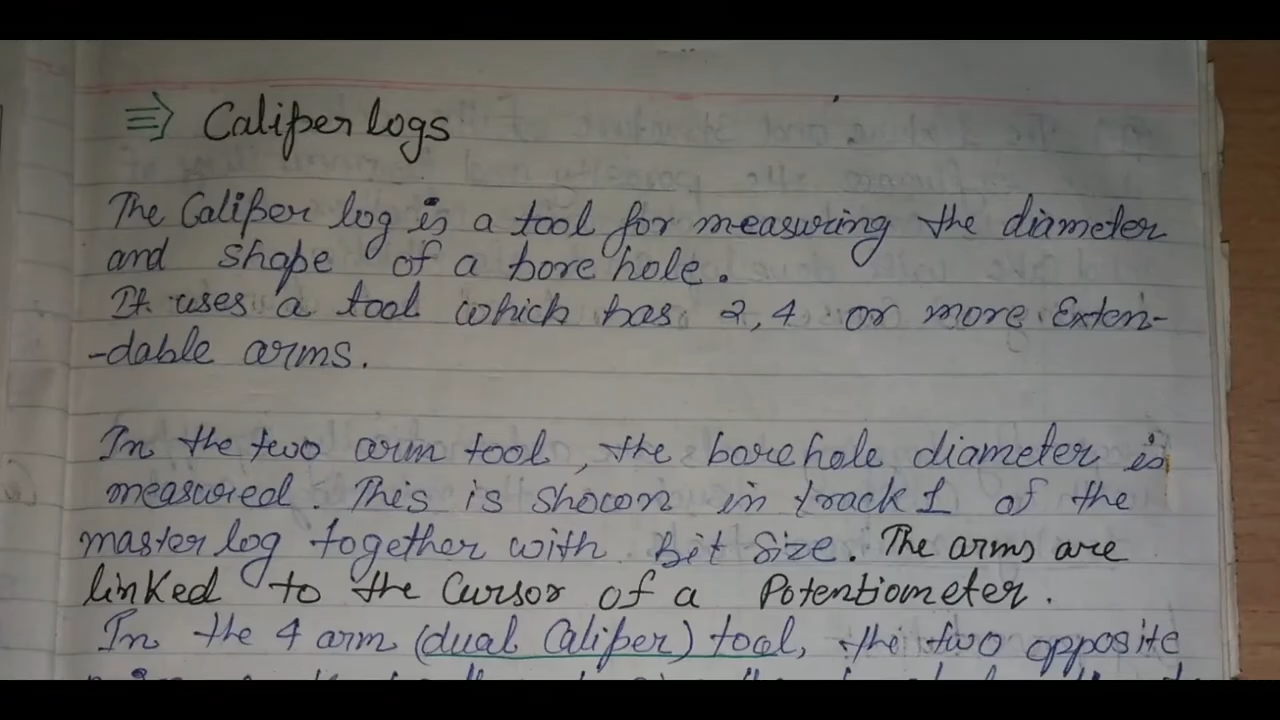 ⇒ Caliper logs
The Caliper log is a tool for measuring the diameter
and shape of a bore hole.
It uses a tool which has 2, 4 or more Exten-
-dable arms.
In the two arm tool, the borehole diameter is
measured. This is shown in track 1 of the
master log together with Bit Size. The arms are
linked to the Cursor of a Potentiometer.
In the 4 arm (dual Caliper) tool, the two opposite